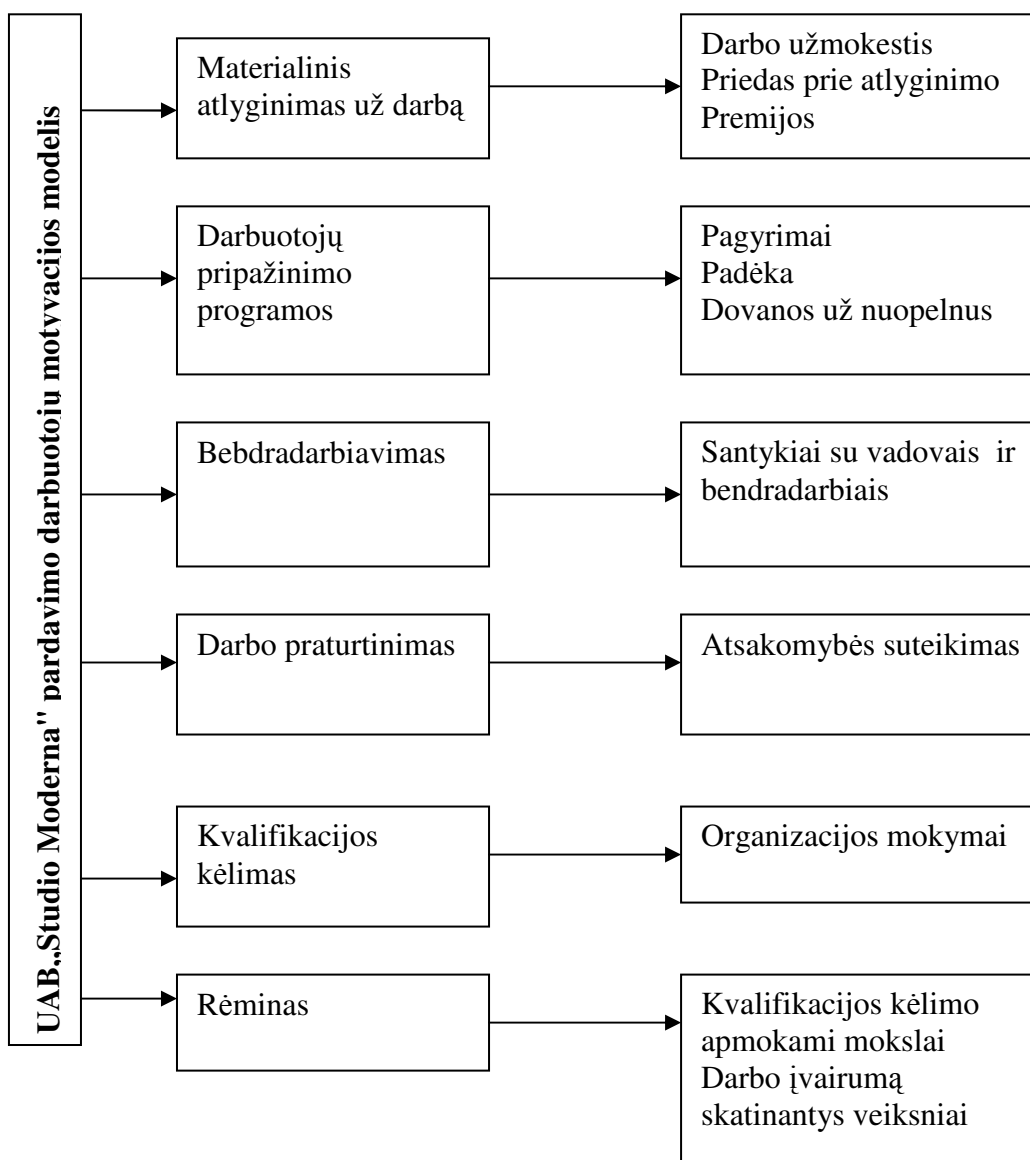 UAB„Studio Moderna" pardavimo darbuotojų motyvacijos modelis
Materialinis
atlyginimas už darbą
Darbo užmokestis
Priedas prie atlyginimo
Premijos
Darbuotojų
pripažinimo
programos
Pagyrimai
Padėka
Dovanos už nuopelnus
Bebdradarbiavimas
Santykiai su vadovais ir
bendradarbiais
Darbo praturtinimas
Atsakomybės suteikimas
Kvalifikacijos
kėlimas
Organizacijos mokymai
Rėminas
Kvalifikacijos kėlimo
apmokami mokslai
Darbo įvairumą
skatinantys veiksniai